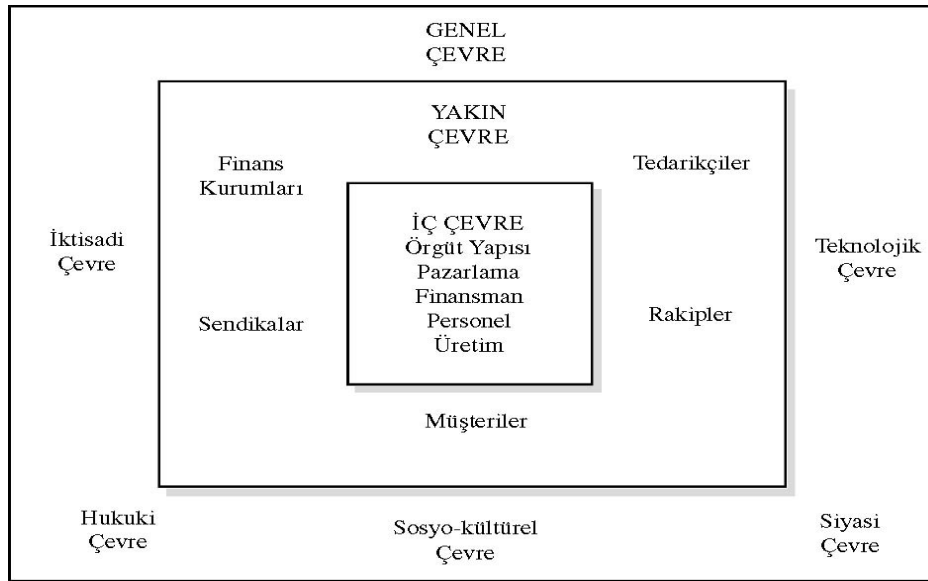 GENEL
ÇEVRE
YAKIN
ÇEVRE
Finans
Kurumları
Tedarikçiler
İÇ ÇEVRE
Örgüt Yapısı
Pazarlama
Finansman
Personel
Üretim
İktisadi
Çevre
Teknolojik
Çevre
Sendikalar
Rakipler
Müşteriler
Hukuki
Çevre
Sosyo-kültürel
Çevre
Siyasi
Çevre